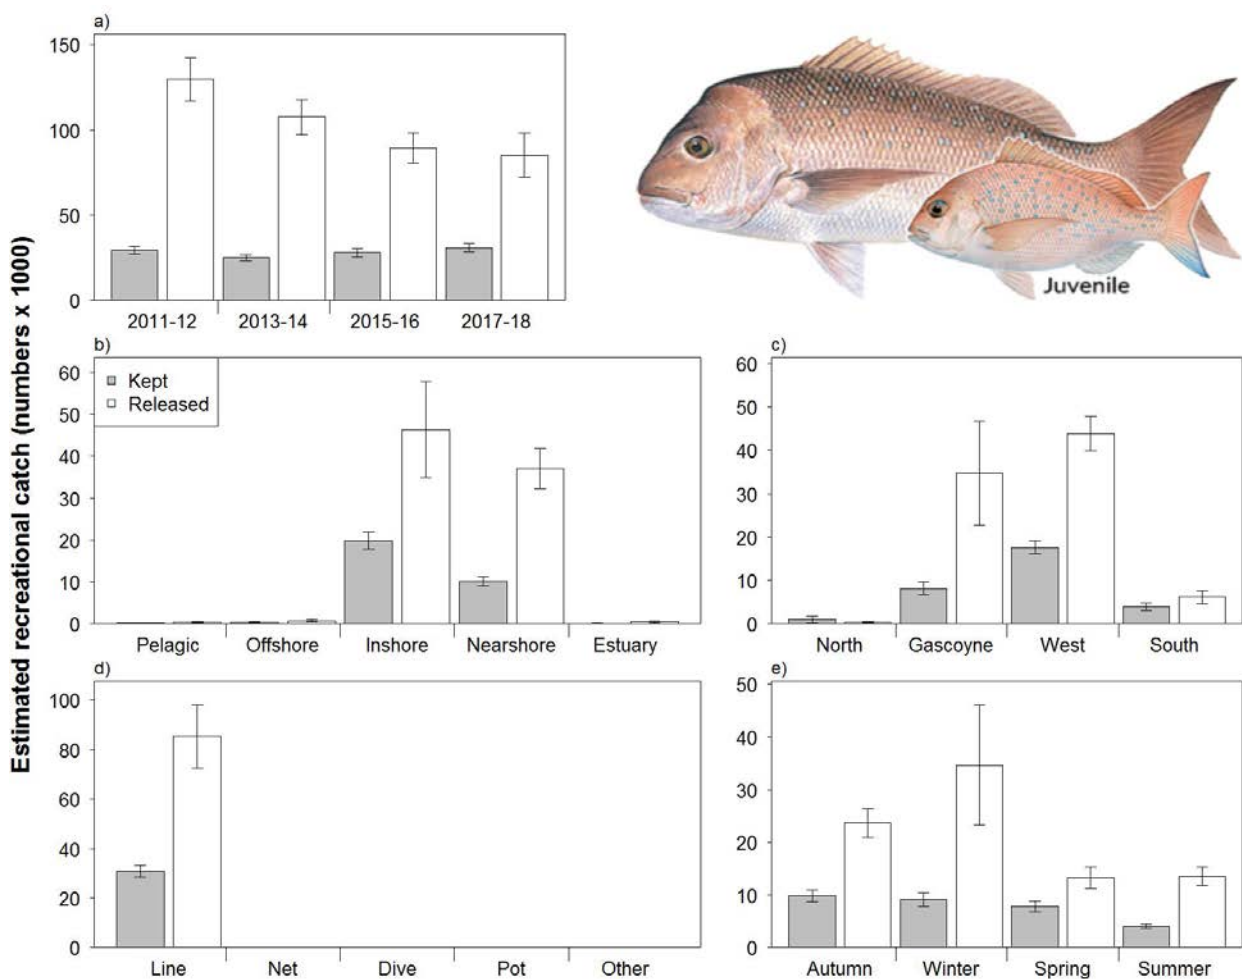 a)
150
100
50
0
2011-12 2013-14 2015-16 2017-18
Juvenile
Estimated recreational catch (numbers x 1000)
b)
60
50
40
30
20
10
0
Kept
Released
Pelagic Offshore Inshore Nearshore Estuary
c)
60
50
40
30
20
10
0
North Gascoyne West South
d)
100
80
60
40
20
0
Line Net Dive Pot Other
e)
50
40
30
20
10
0
Autumn Winter Spring Summer